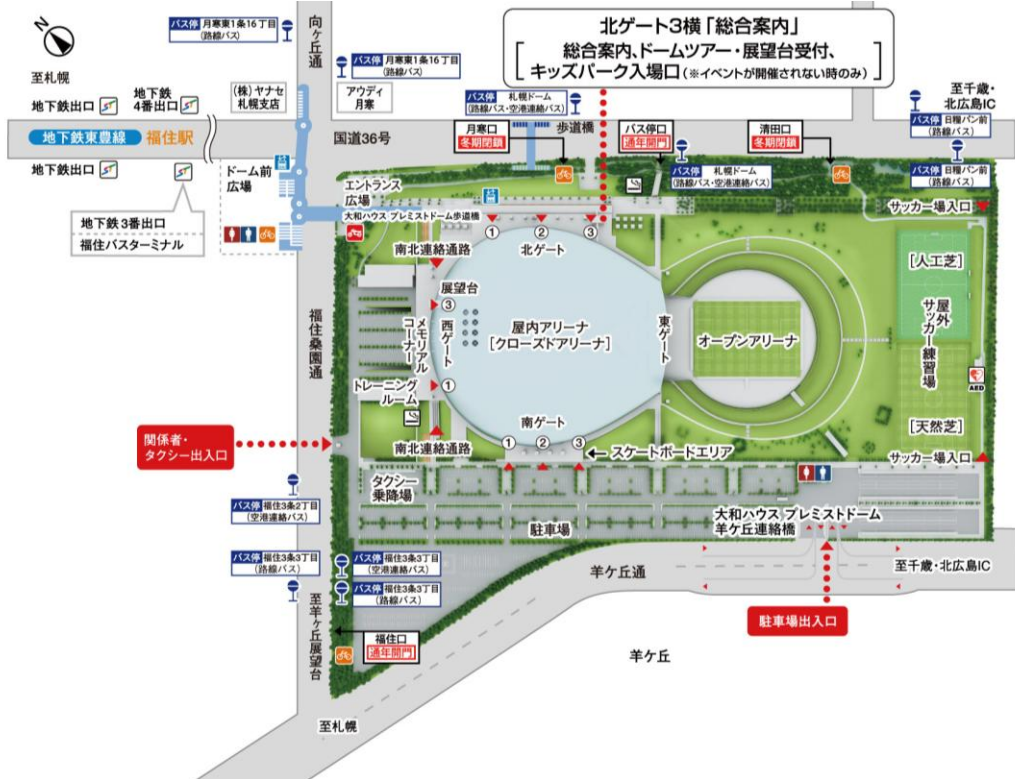 北ゲート3横「総合案内」
総合案内、ドームツアー・展望台受付、
キッズパーク入場口(※イベントが開催されない時のみ)
N
至札幌
バス停 月寒東1条16丁目
(路線バス)
向ヶ丘通
バス停 月寒東1条16丁目
(路線バス)
地下鉄出口
地下鉄
4番出口
(株)ヤナセ
札幌支店
アウディ
月寒
バス停 札幌ドーム
(路線バス・空港連絡バス)
至千歳・
北広島IC
バス停 日糧パン前
(路線バス)
地下鉄東豊線 福住駅
国道36号
月寒口
冬期閉鎖
歩道橋
バス停口
通年開門
清田口
冬期閉鎖
バス停 日糧パン前
(路線バス)
バス停 札幌ドーム
(路線バス・空港連絡バス)
地下鉄出口
ドーム前
広場
エントランス
広場
地下鉄3番出口
福住バスターミナル
大和ハウス プレミストドーム歩道橋
サッカー場入口
① ② ③
北ゲート
南北連絡通路
展望台
③
西ゲート
メモリアル
コーナー
屋内アリーナ
[クローズドアリーナ]
東ゲート
オープンアリーナ
[人工芝]
屋外
サッカー練習場
AED
[天然芝]
福住桑園通
トレーニング
ルーム
①
南ゲート
① ② ③
スケートボードエリア
南北連絡通路
サッカー場入口
関係者・
タクシー出入口
タクシー
乗降場
駐車場
大和ハウス プレミストドーム
羊ケ丘連絡橋
バス停 福住3条2丁目
(空港連絡バス)
バス停 福住3条3丁目
(路線バス)
バス停 福住3条3丁目
(空港連絡バス)
バス停 福住3条3丁目
(路線バス)
羊ケ丘通
至千歳・北広島IC
駐車場出入口
至羊ヶ丘展望台
福住口
通年開門
羊ケ丘
至札幌